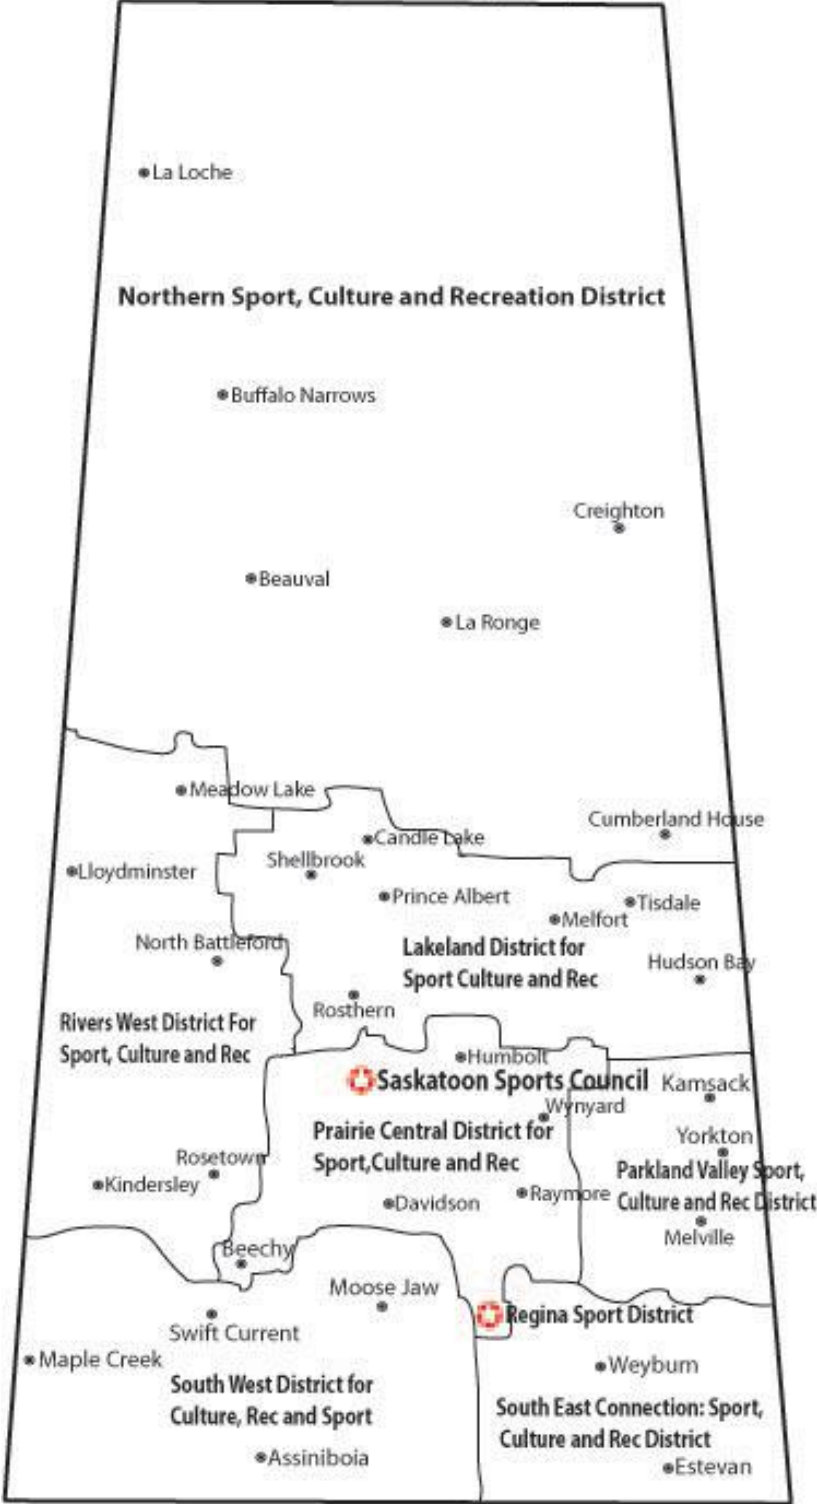 La Loche
Northern Sport, Culture and Recreation District
Buffalo Narrows
Creighton
Beauval
La Ronge
Meadow Lake
Cumberland House
Candle Lake
Shellbrook
Lloydminster
Prince Albert
Tisdale
Melfort
North Battleford
Lakeland District for
Sport Culture and Rec
Hudson Bay
Rosthern
Rivers West District For
Sport, Culture and Rec
Humbolt
Saskatoon Sports Council
Kamsack
Wynyard
Prairie Central District for
Sport,Culture and Rec
Yorkton
Rosetown
Parkland Valley Sport,
Culture and Rec District
Kindersley
Raymore
Davidson
Melville
Beechy
Moose Jaw
Regina Sport District
Swift Current
Maple Creek
Weyburn
South West District for
Culture, Rec and Sport
South East Connection: Sport,
Culture and Rec District
Assiniboia
Estevan